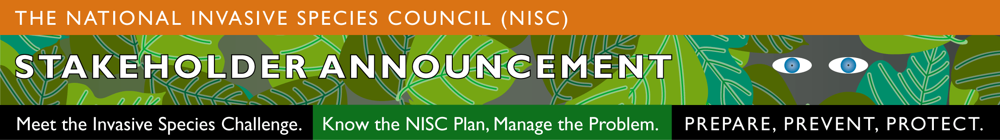 THE NATIONAL INVASIVE SPECIES COUNCIL (NISC)
STAKEHOLDER ANNOUNCEMENT
Meet the Invasive Species Challenge. Know the NISC Plan, Manage the Problem. PREPARE, PREVENT, PROTECT.